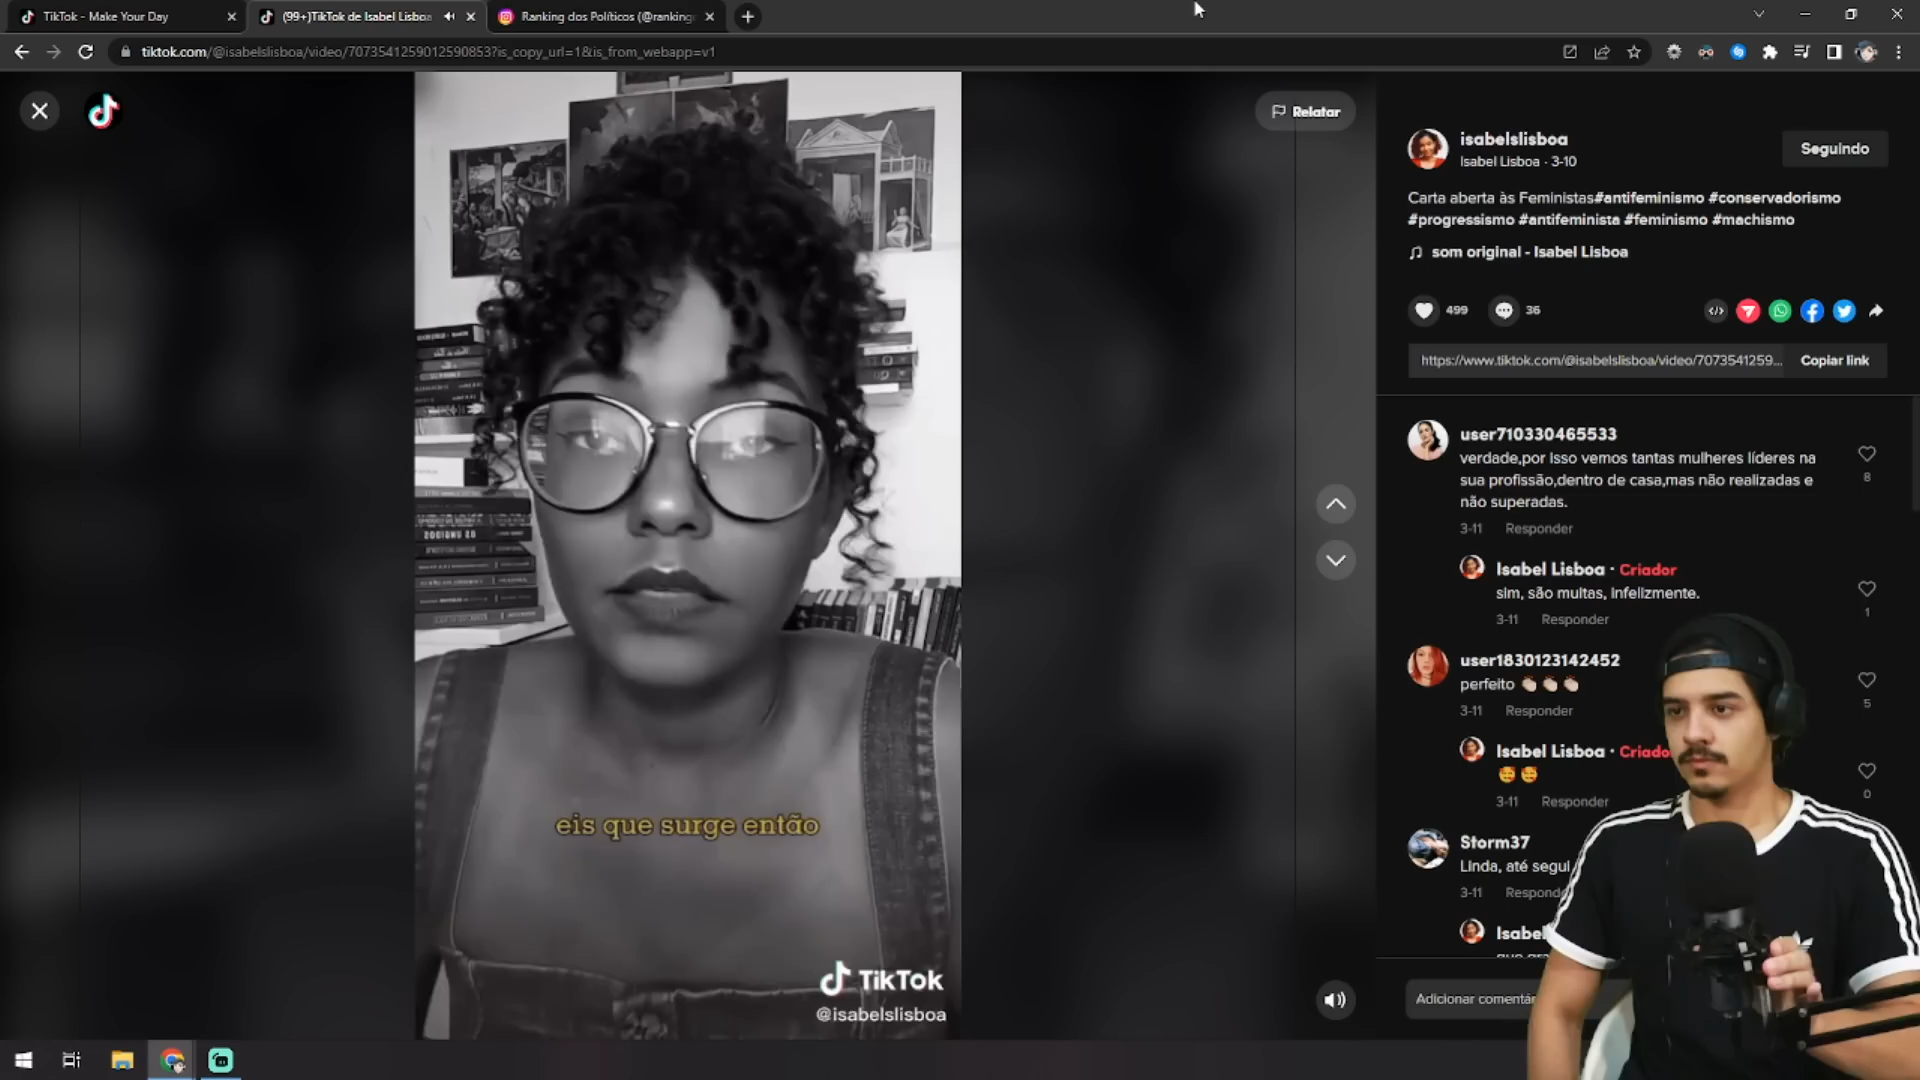 TikTok - Make Your Day
(99+)TikTok de Isabel Lisboa
Ranking dos Políticos (@ranking
tiktok.com/@isabelslisboa/video/7073541259012590853?is_copy_url=1&is_from_webapp=v1
Relatar
eis que surge então
TikTok
@isabelslisboa
isabelslisboa
Isabel Lisboa · 3-10
Seguindo
Carta aberta às Feministas#antifeminismo #conservadorismo
#progressismo #antifeminista #feminismo #machismo
som original - Isabel Lisboa
499
36
https://www.tiktok.com/@isabelslisboa/video/7073541259...
Copiar link
user710330465533
verdade,por isso vemos tantas mulheres líderes na
sua profissão,dentro de casa,mas não realizadas e
não superadas.
8
3-11 Responder
Isabel Lisboa · Criador
sim, são muitas, infelizmente.
1
3-11 Responder
user1830123142452
perfeito 👏🏻👏🏻👏🏻
5
3-11 Responder
Isabel Lisboa · Criado
🥰 🥰
0
3-11 Responder
Storm37
Linda, até segui
3-11 Respond
Isabel
Adicionar comentár